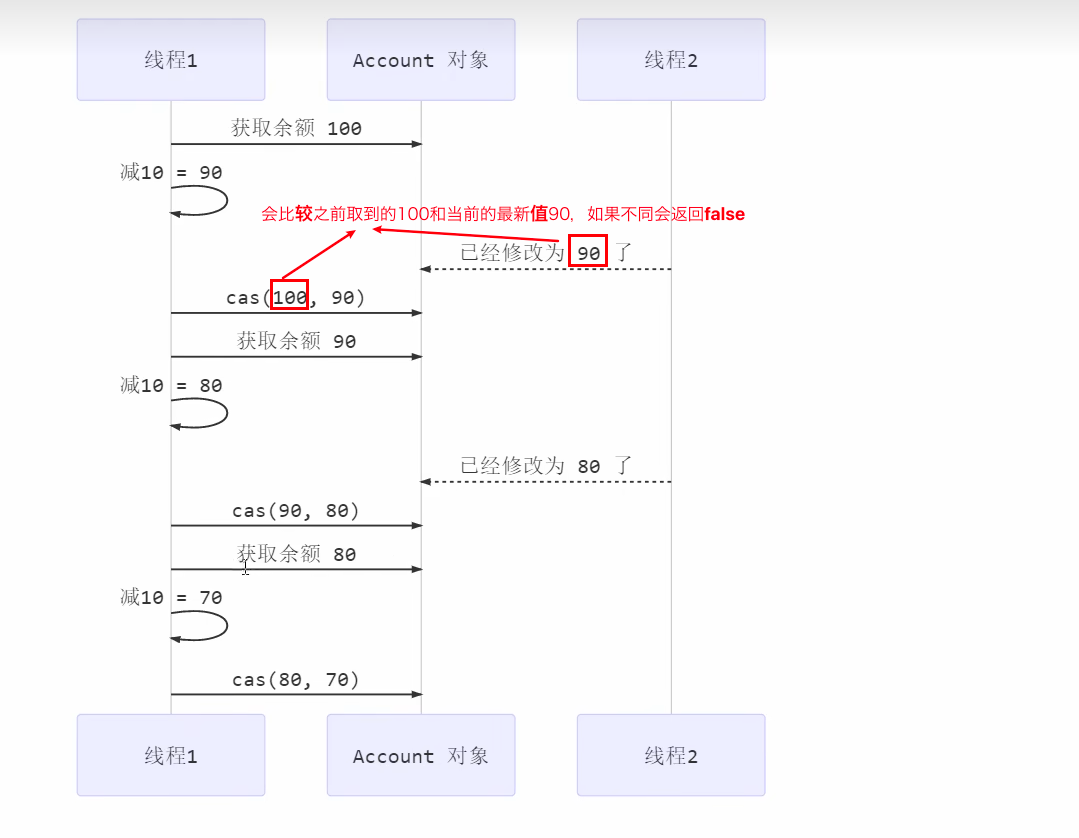 线程1
Account 对象
线程2
获取余额 100
减10 = 90
会比较之前取到的100和当前的最新值90, 如果不同会返回false
已经修改为 90 了
cas(100, 90)
获取余额 90
减10 = 80
已经修改为 80 了
cas(90, 80)
获取余额 80
减10 = 70
cas(80, 70)
线程1
Account 对象
线程2